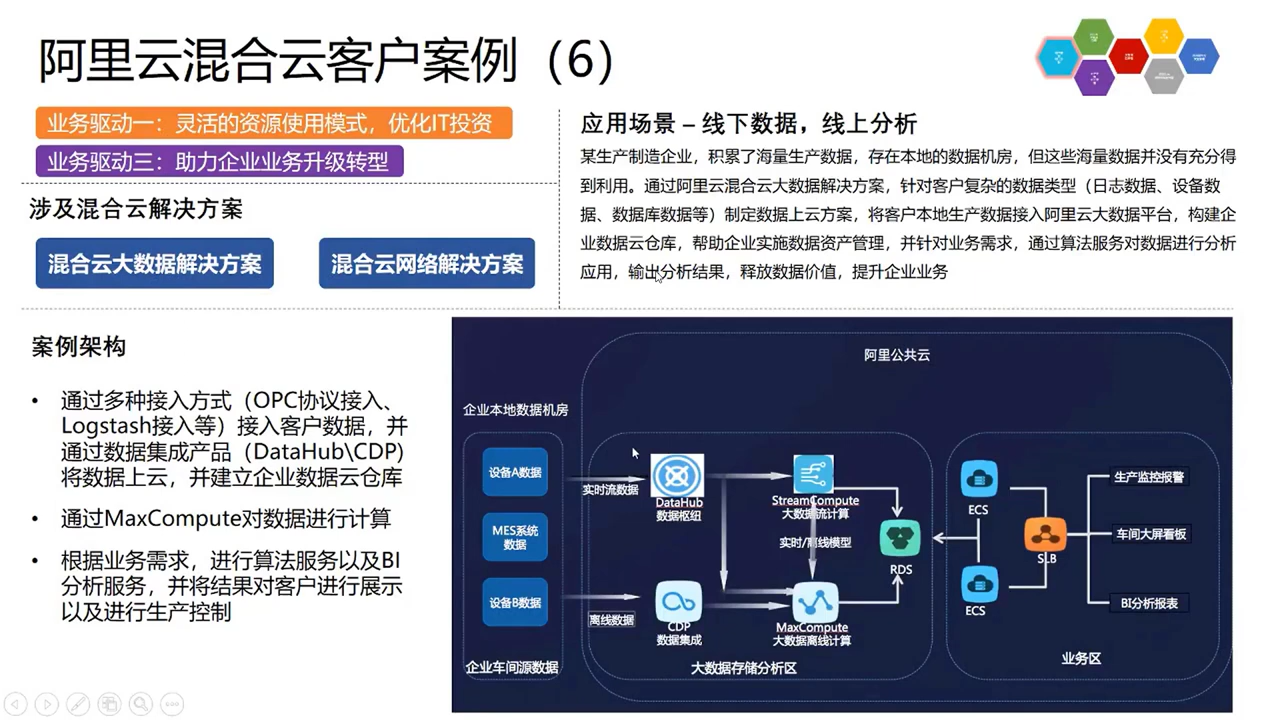 阿里云混合云客户案例（6）
业务驱动一：灵活的资源使用模式，优化IT投资
业务驱动三：助力企业业务升级转型
涉及混合云解决方案
混合云大数据解决方案
混合云网络解决方案
应用场景 – 线下数据，线上分析
某生产制造企业，积累了海量生产数据，存在本地的数据机房，但这些海量数据并没有充分得
到利用。通过阿里云混合云大数据解决方案，针对客户复杂的数据类型（日志数据、设备数
据、数据库数据等）制定数据上云方案，将客户本地生产数据接入阿里云大数据平台，构建企
业数据云仓库，帮助企业实施数据资产管理，并针对业务需求，通过算法服务对数据进行分析
应用，输出分析结果，释放数据价值，提升企业业务
案例架构
• 通过多种接入方式（OPC协议接入、
Logstash接入等）接入客户数据，并
通过数据集成产品（DataHub\CDP)
将数据上云，并建立企业数据云仓库
• 通过MaxCompute对数据进行计算
• 根据业务需求，进行算法服务以及BI
分析服务，并将结果对客户进行展示
以及进行生产控制
阿里公共云
企业本地数据机房
设备A数据
MES系统
数据
设备B数据
企业车间源数据
实时流数据
离线数据
DataHub
数据枢纽
CDP
数据集成
StreamCompute
大数据流计算
实时/离线模型
MaxCompute
大数据离线计算
RDS
大数据存储分析区
ECS
ECS
SLB
生产监控报警
车间大屏看板
BI分析报表
业务区